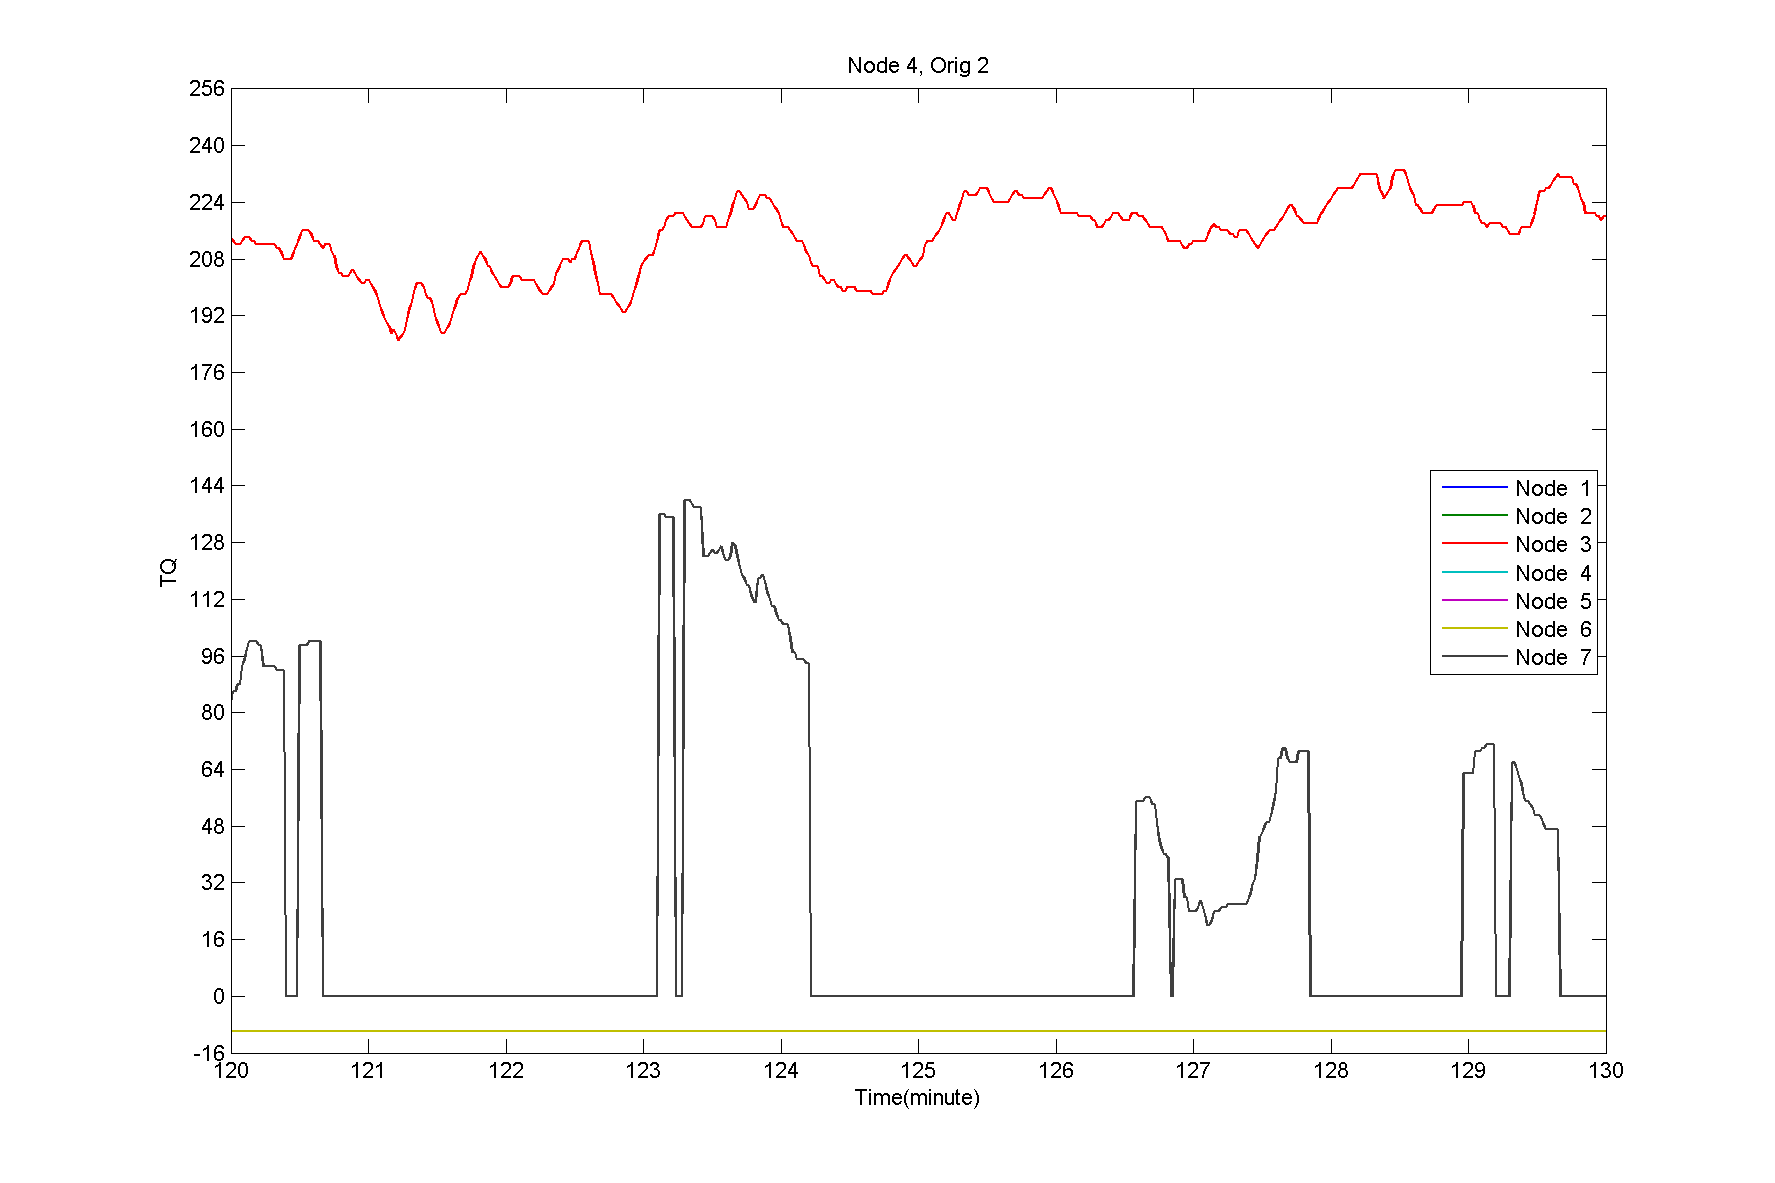 Node 4, Orig 2
256
240
224
208
192
176
160
144
128
112
96
80
64
48
32
16
0
-16
TQ
Node 1
Node 2
Node 3
Node 4
Node 5
Node 6
Node 7
120 121 122 123 124 125 126 127 128 129 130
Time(minute)